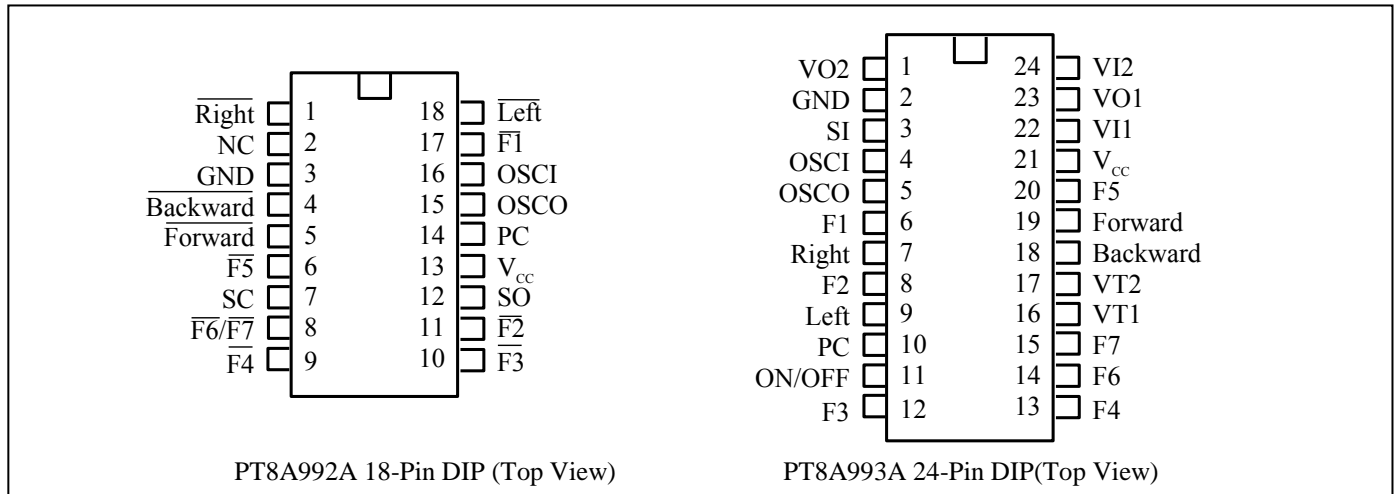 Right 1 18 Left
NC 2 17 F1
GND 3 16 OSCI
Backward 4 15 OSCO
Forward 5 14 PC
F5 6 13 Vcc
SC 7 12 SO
F6/F7 8 11 F2
F4 9 10 F3
PT8A992A 18-Pin DIP (Top View)
VO2 1 24 VI2
GND 2 23 VO1
SI 3 22 VI1
OSCI 4 21 Vcc
OSCO 5 20 F5
F1 6 19 Forward
Right 7 18 Backward
F2 8 17 VT2
Left 9 16 VT1
PC 10 15 F7
ON/OFF 11 14 F6
F3 12 13 F4
PT8A993A 24-Pin DIP(Top View)